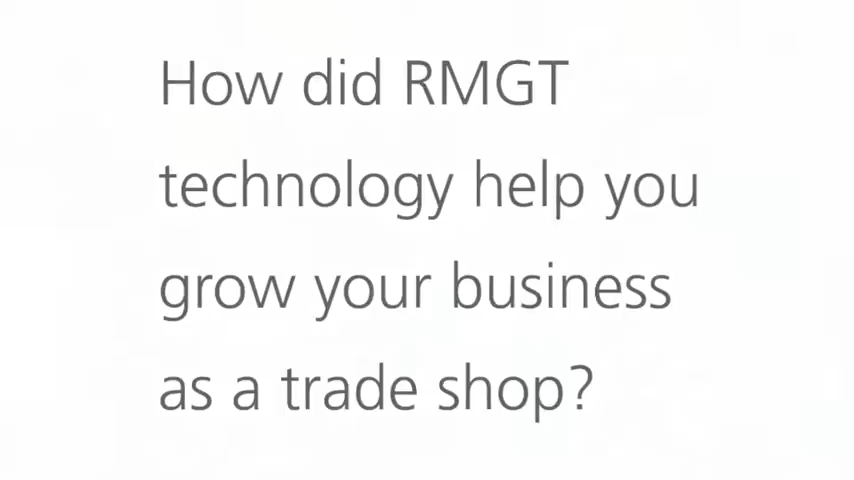 How did RMGT
technology help you
grow your business
as a trade shop?